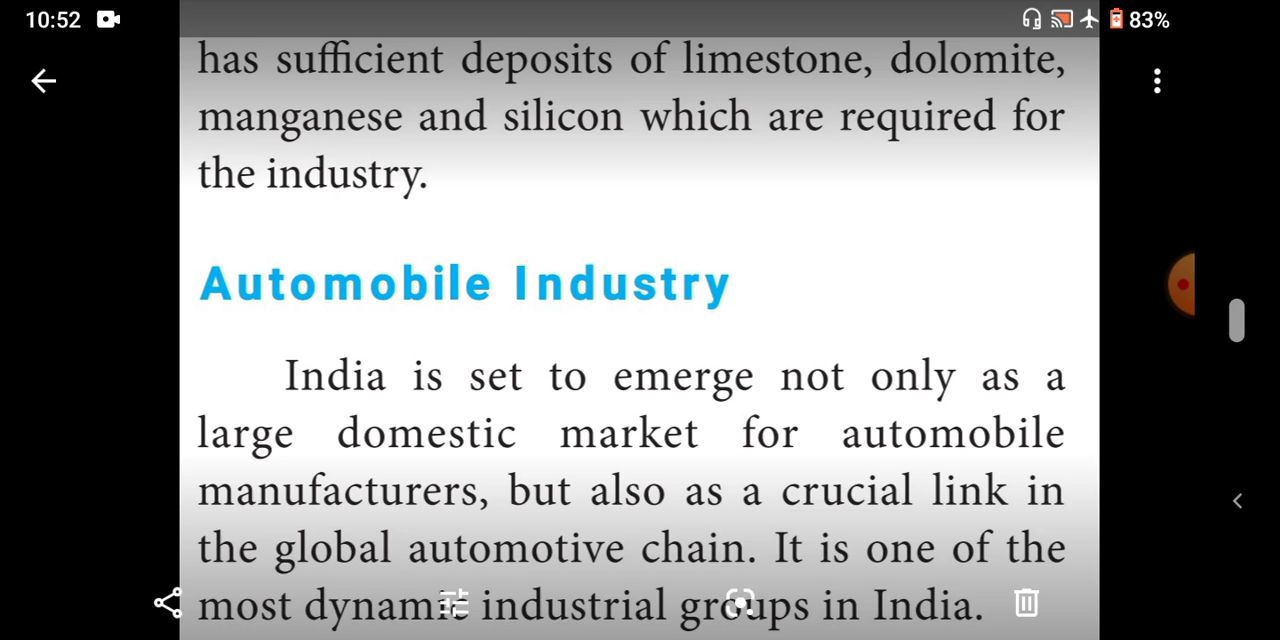 10:52
83%
has sufficient deposits of limestone, dolomite,
manganese and silicon which are required for
the industry.
Automobile Industry
India is set to emerge not only as a
large domestic market for automobile
manufacturers, but also as a crucial link in
the global automotive chain. It is one of the
most dynamic industrial groups in India.